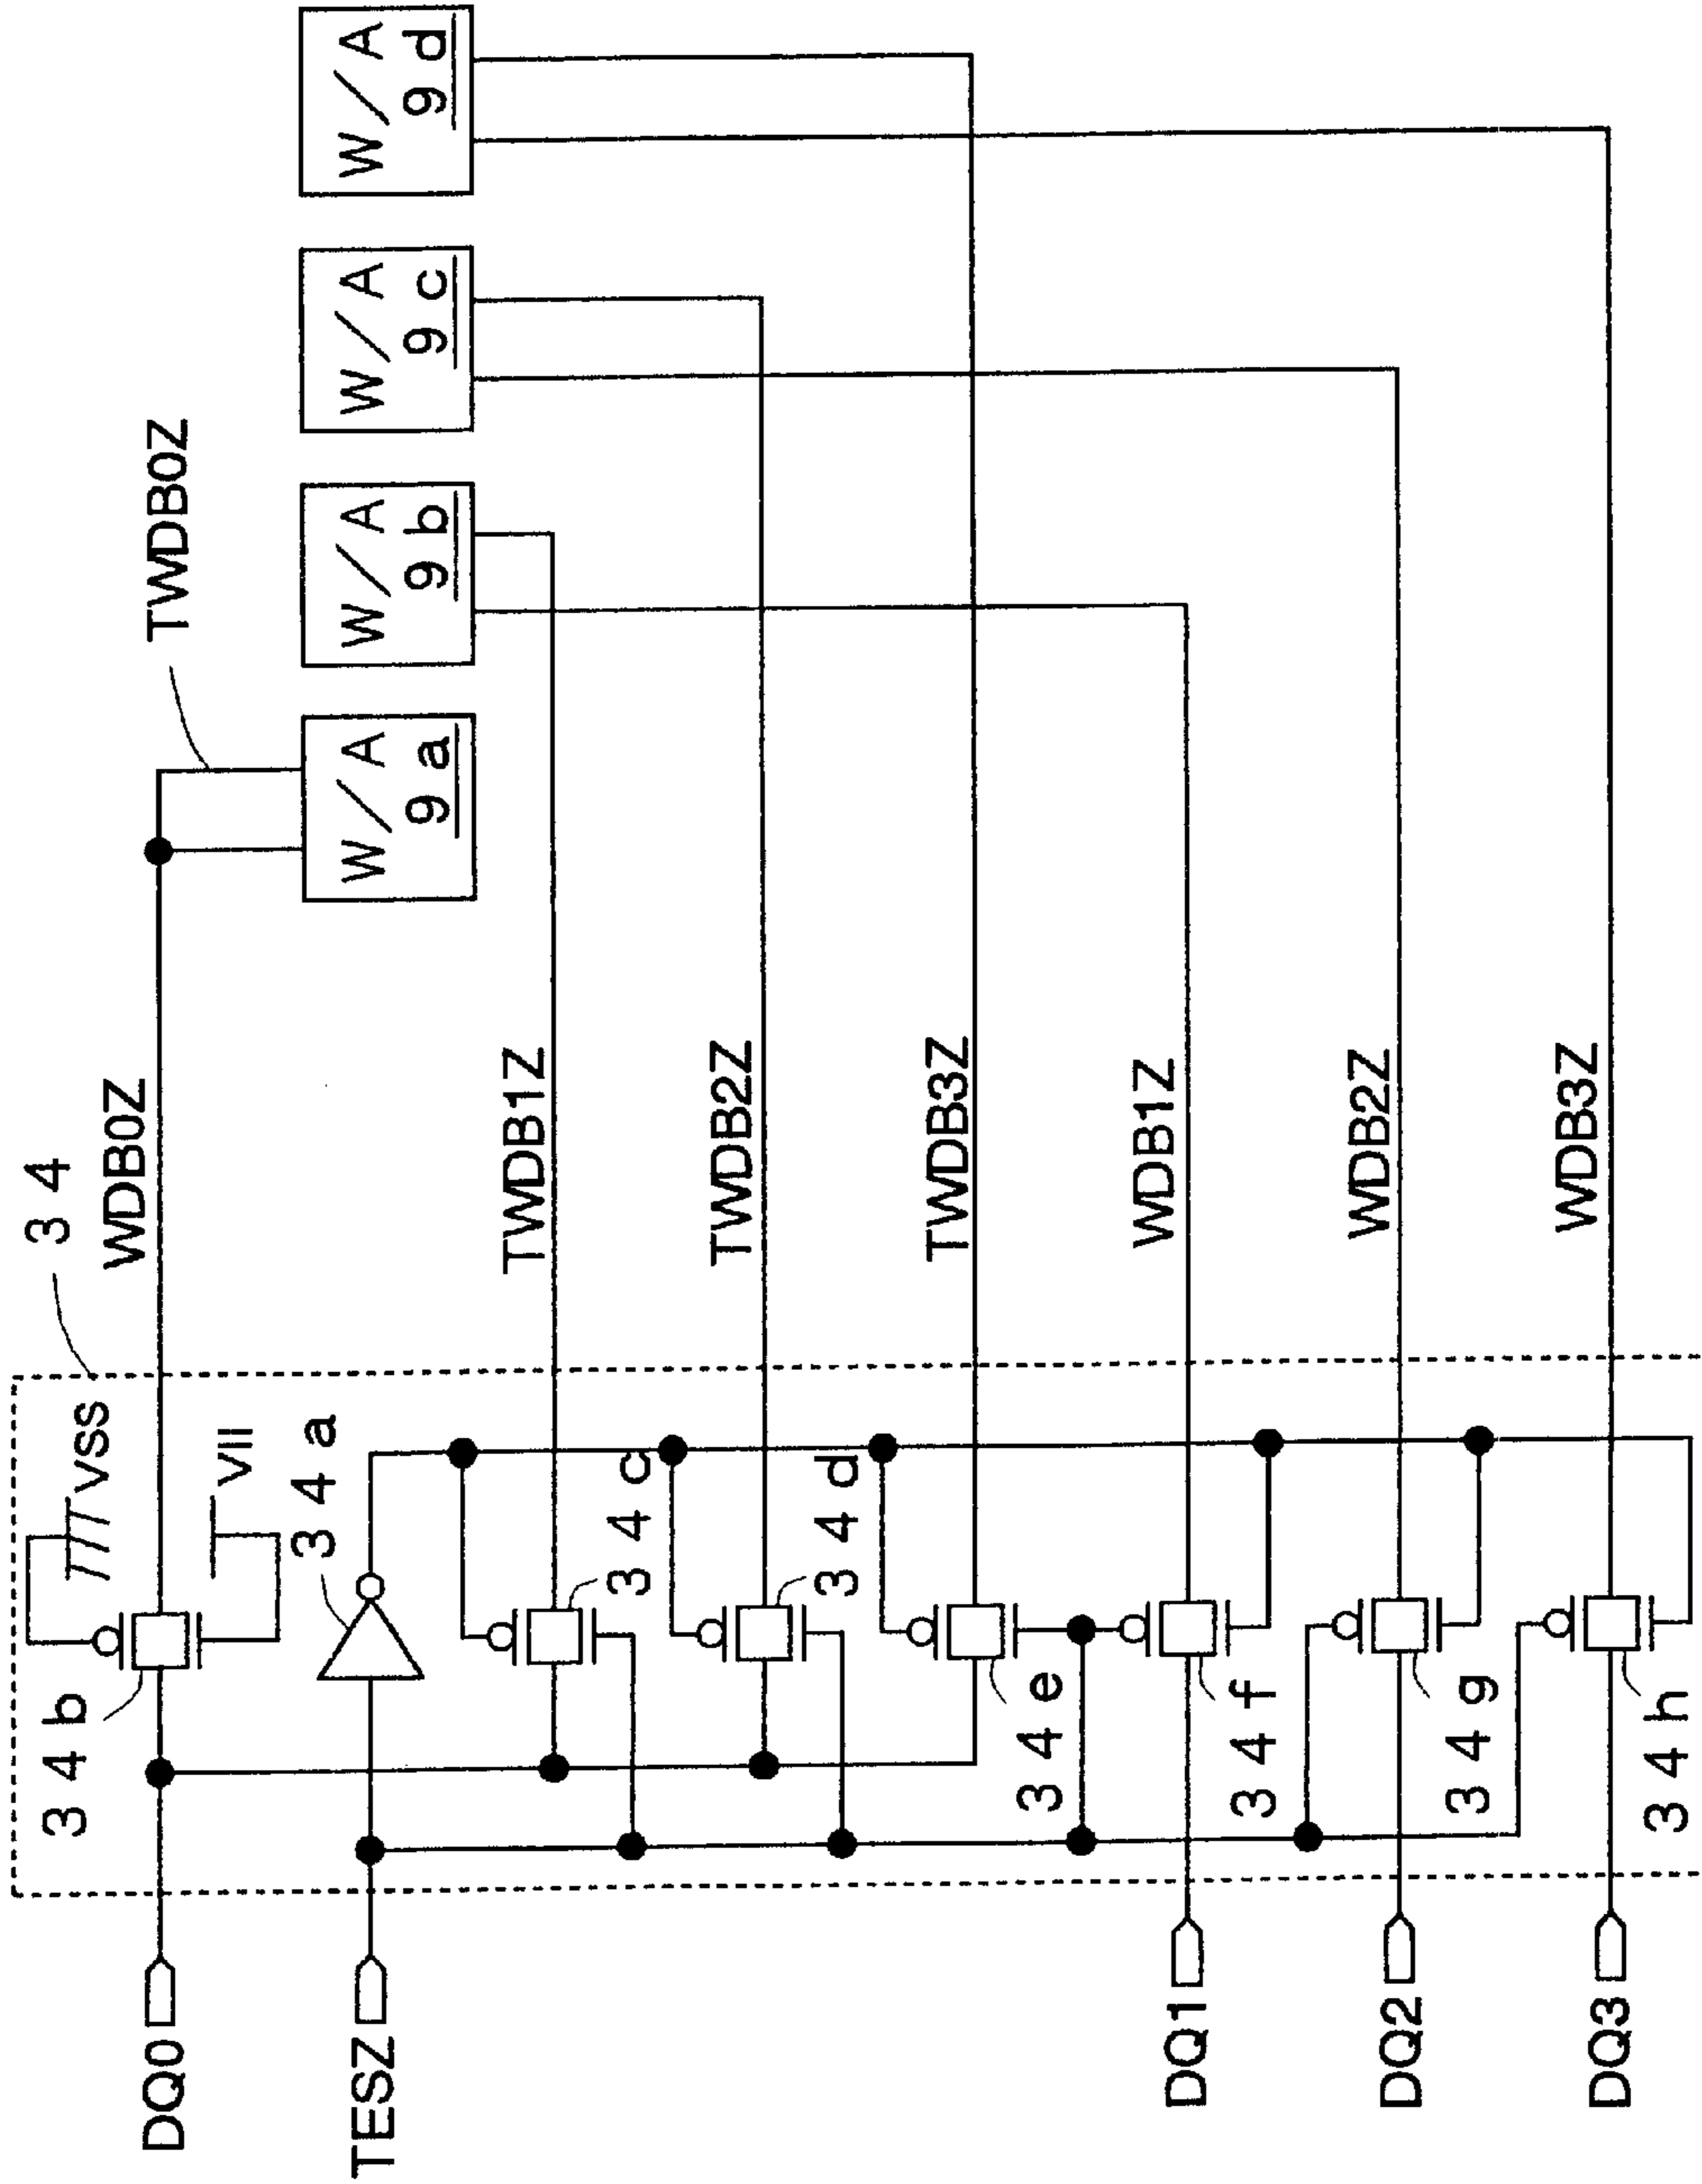 34
VSS
34b
WDB0Z
DQ0
TWDB0Z
VII
34a
TESZ
W/A
9a
W/A
9b
W/A
9c
W/A
9d
TWDB1Z
34c
TWDB2Z
34d
TWDB3Z
34e
WDB1Z
DQ1
34f
WDB2Z
DQ2
34g
WDB3Z
DQ3
34h